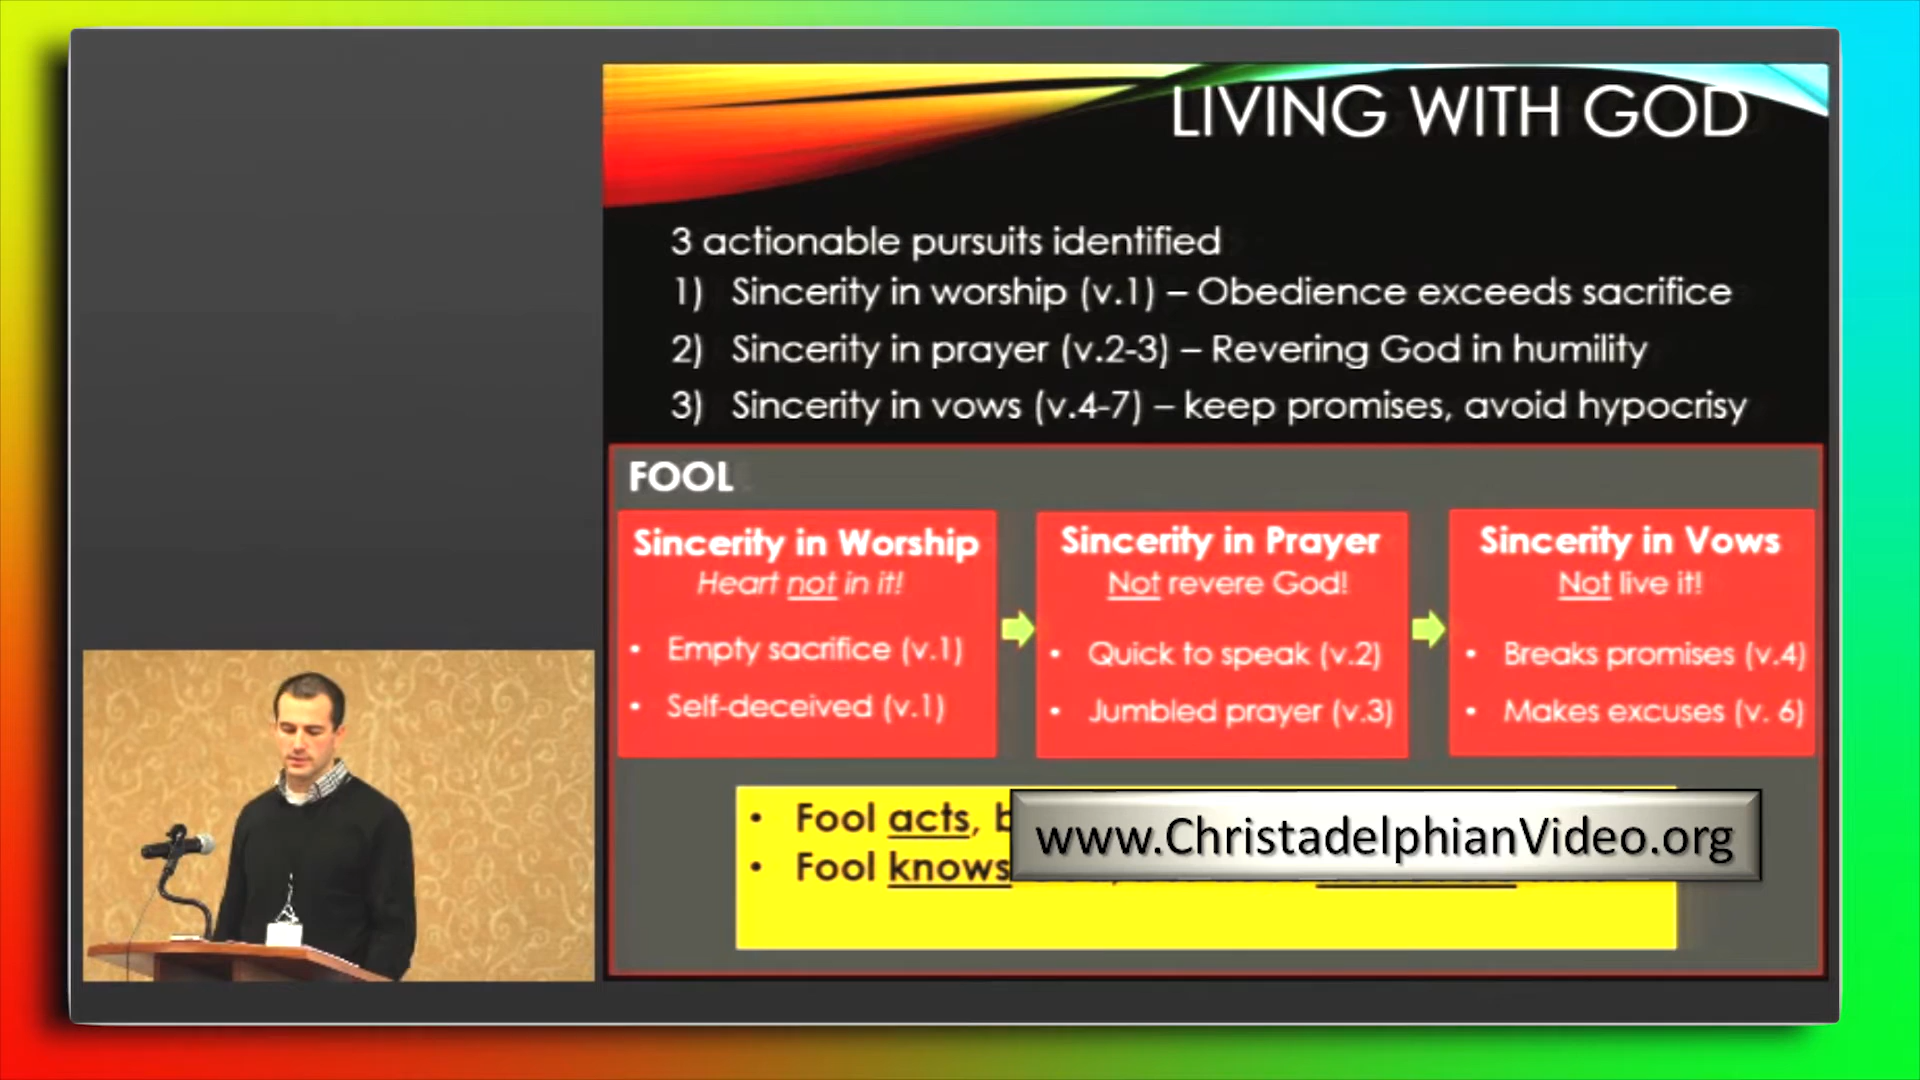 LIVING WITH GOD
3 actionable pursuits identified
1) Sincerity in worship (v.1) – Obedience exceeds sacrifice
2) Sincerity in prayer (v.2-3) – Revering God in humility
3) Sincerity in vows (v.4-7) – keep promises, avoid hypocrisy
FOOL
Sincerity in Worship
Heart not in it!
• Empty sacrifice (v.1)
• Self-deceived (v.1)
Sincerity in Prayer
Not revere God!
• Quick to speak (v.2)
• Jumbled prayer (v.3)
Sincerity in Vows
Not live it!
• Breaks promises (v.4)
• Makes excuses (v. 6)
• Fool acts,
• Fool knows
www.ChristadelphianVideo.org